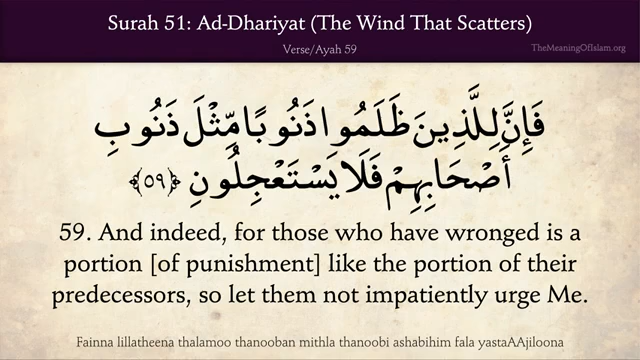 Surah 51: Ad-Dhariyat (The Wind That Scatters)
Verse/Ayah 59
TheMeaningOfIslam.org
فَإِنَّ لِلَّذِينَ ظَلَمُوا ذَنُوبًا مِّثْلَ ذَنُوبِ
أَصْحَابِهِمْ فَلَا يَسْتَعْجِلُونِ ﴿٥٩﴾
59. And indeed, for those who have wronged is a
portion [of punishment] like the portion of their
predecessors, so let them not impatiently urge Me.
Fainna lillatheena thalamoo thanooban mithla thanoobi ashabihim fala yastaAAjiloona